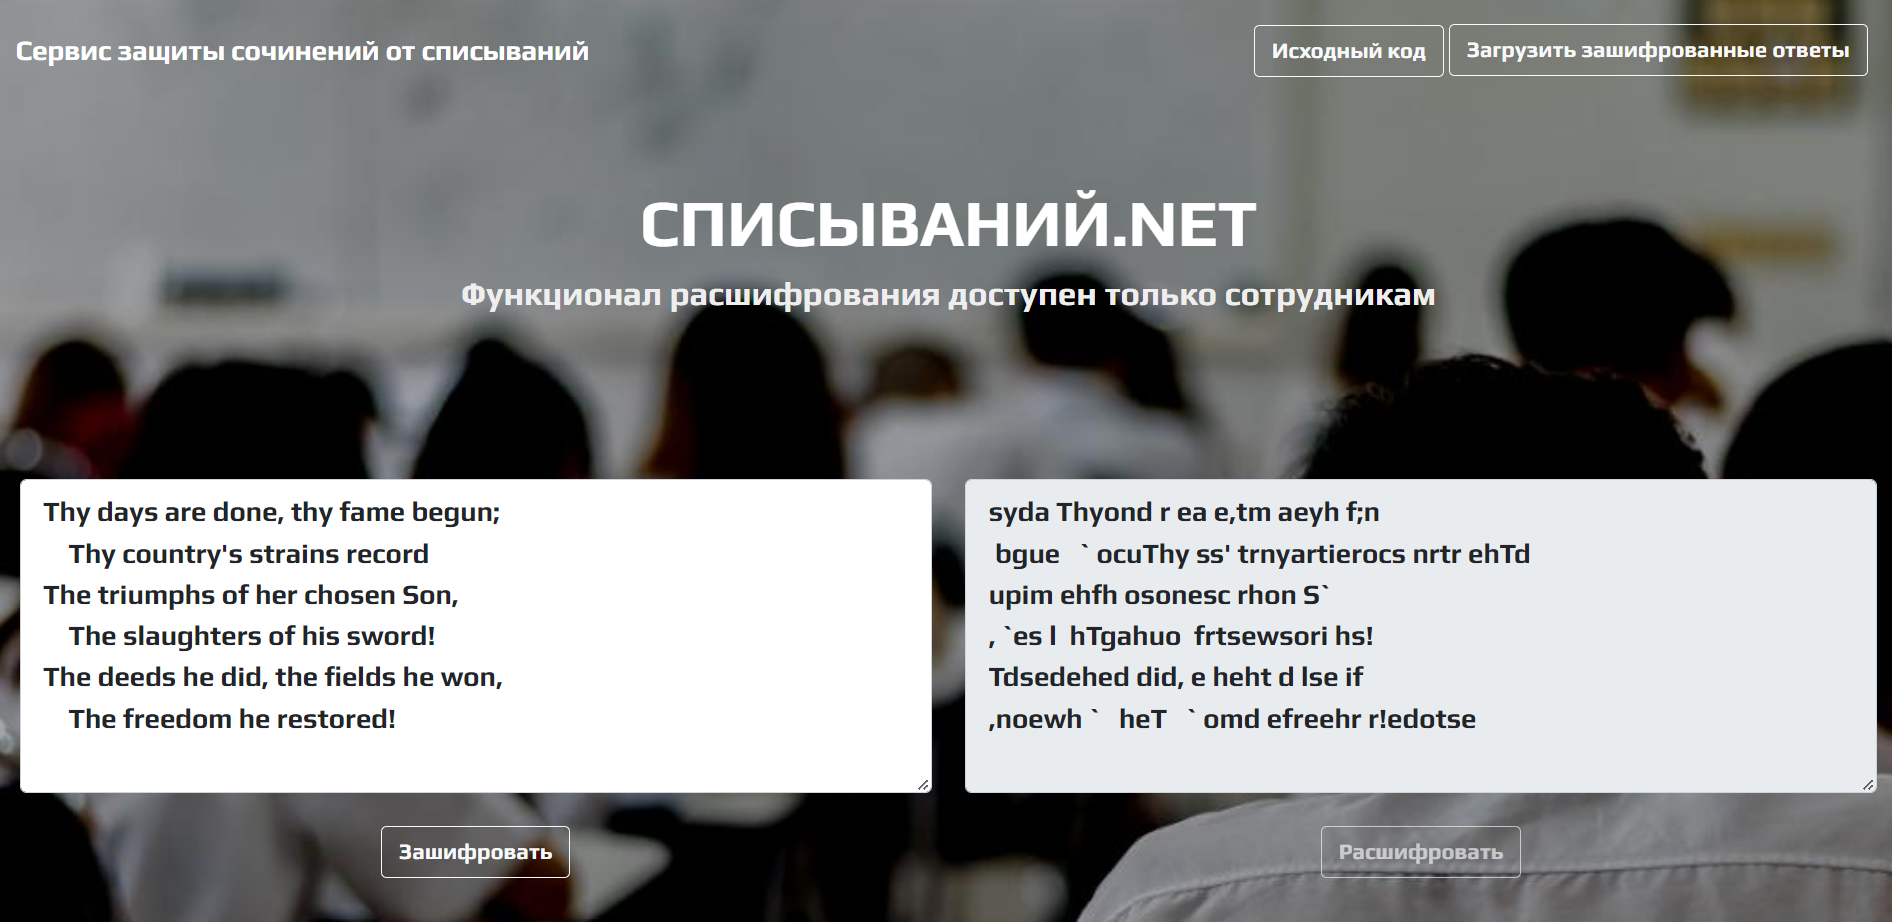 Сервис защиты сочинений от списываний
Исходный код
Загрузить зашифрованные ответы
СПИСЫВАНИЙ.NET
Функционал расшифрования доступен только сотрудникам
Thy days are done, thy fame begun;
Thy country's strains record
The triumphs of her chosen Son,
The slaughters of his sword!
The deeds he did, the fields he won,
The freedom he restored!
syda Thyond r ea e,tm aeyh f;n
bgue ` ocuThy ss' trnyartierocs nrtr ehTd
upim ehfh osonesc rhon S`
, `es l hTgahuo frtsewsori hs!
Tdsedehed did, e heht d lse if
,noewh ` heT ` omd efreehr r!edotse
Зашифровать
Расшифровать